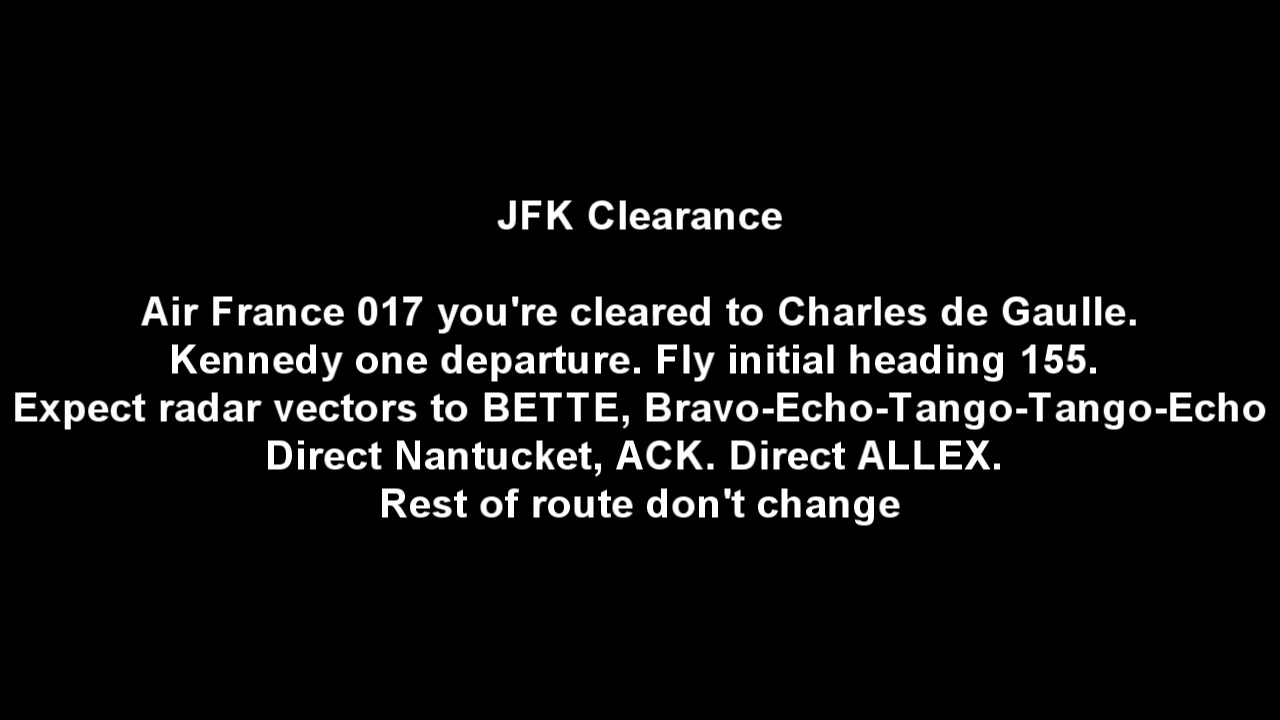 JFK Clearance
Air France 017 you're cleared to Charles de Gaulle.
Kennedy one departure. Fly initial heading 155.
Expect radar vectors to BETTE, Bravo-Echo-Tango-Tango-Echo
Direct Nantucket, ACK. Direct ALLEX.
Rest of route don't change